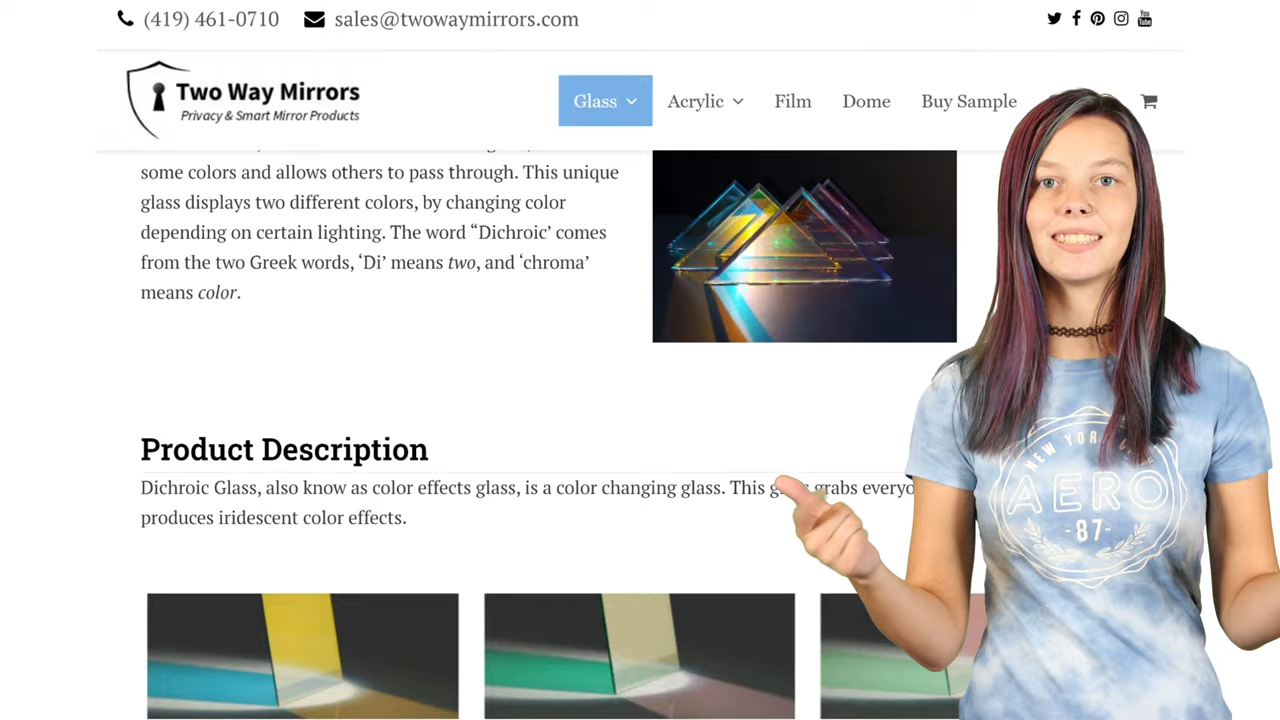 (419) 461-0710 sales@twowaymirrors.com
Two Way Mirrors
Privacy & Smart Mirror Products
Glass Acrylic Film Dome Buy Sample
some colors and allows others to pass through. This unique
glass displays two different colors, by changing color
depending on certain lighting. The word “Dichroic’ comes
from the two Greek words, ‘Di’ means two, and ‘chroma’
means color.
Product Description
Dichroic Glass, also know as color effects glass, is a color changing glass. This grabs
produces iridescent color effects.
NEW YORK
AERO
-87-